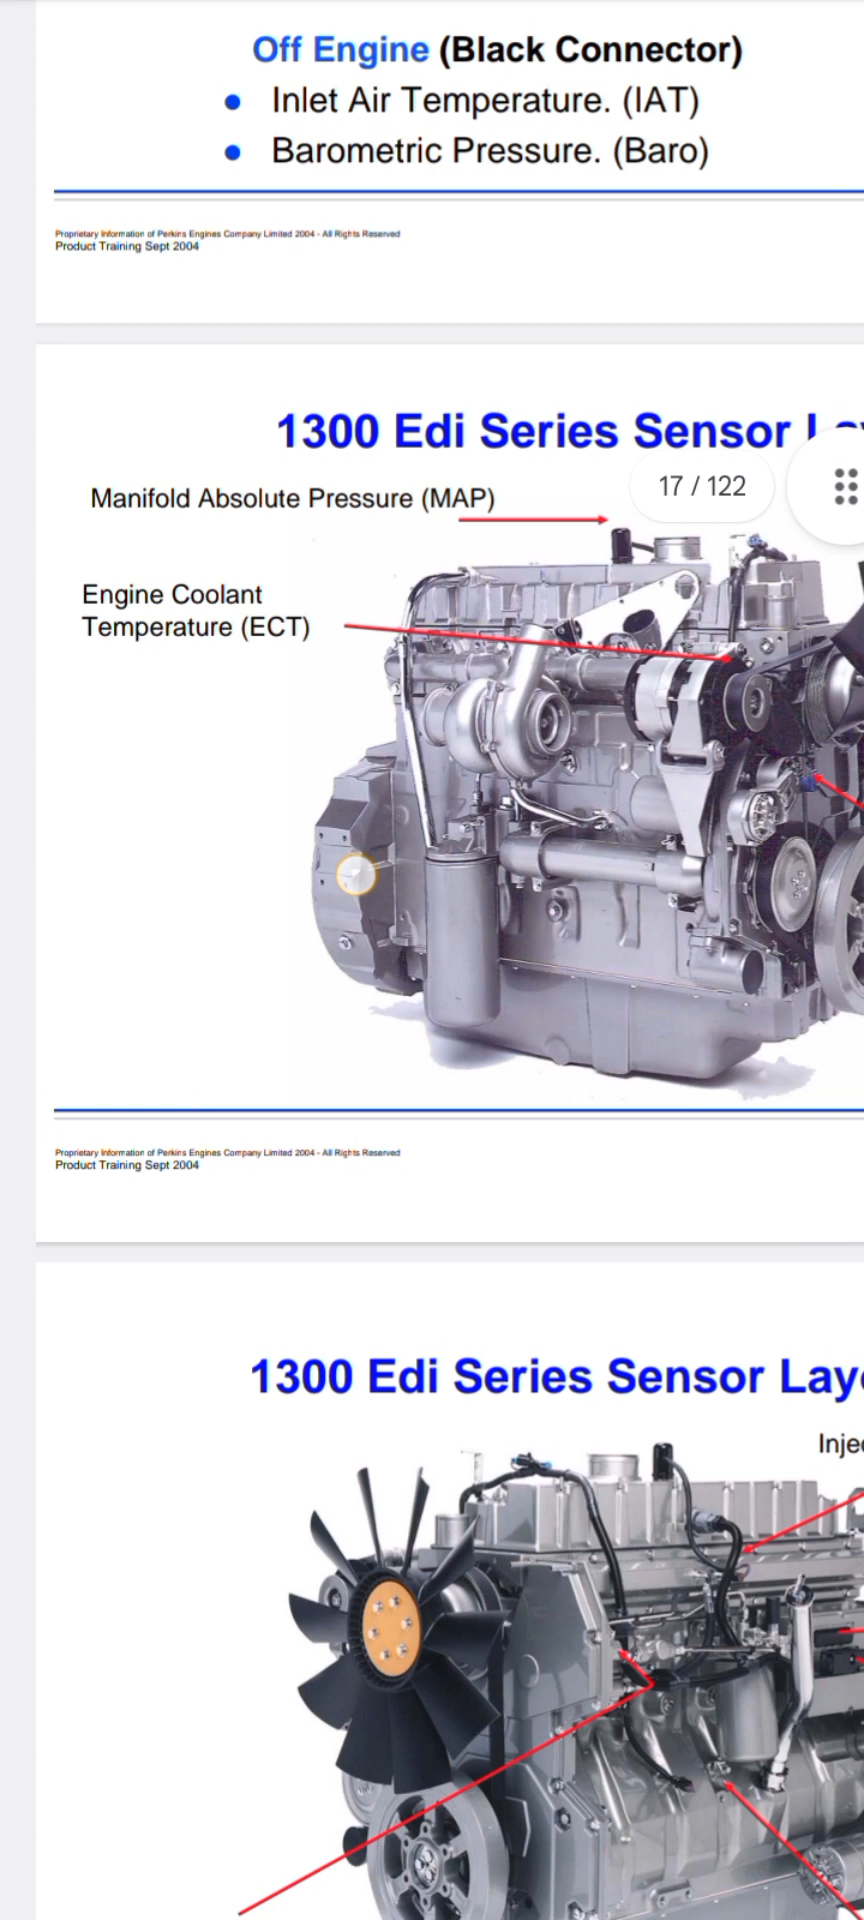 Off Engine (Black Connector)
• Inlet Air Temperature. (IAT)
• Barometric Pressure. (Baro)
Proprietary Information of Perkins Engines Company Limited 2004 - All Rights Reserved
Product Training Sept 2004
1300 Edi Series Sensor
Manifold Absolute Pressure (MAP)
17 / 122
Engine Coolant
Temperature (ECT)
Proprietary Information of Perkins Engines Company Limited 2004 - All Rights Reserved
Product Training Sept 2004
1300 Edi Series Sensor Lay
Inje